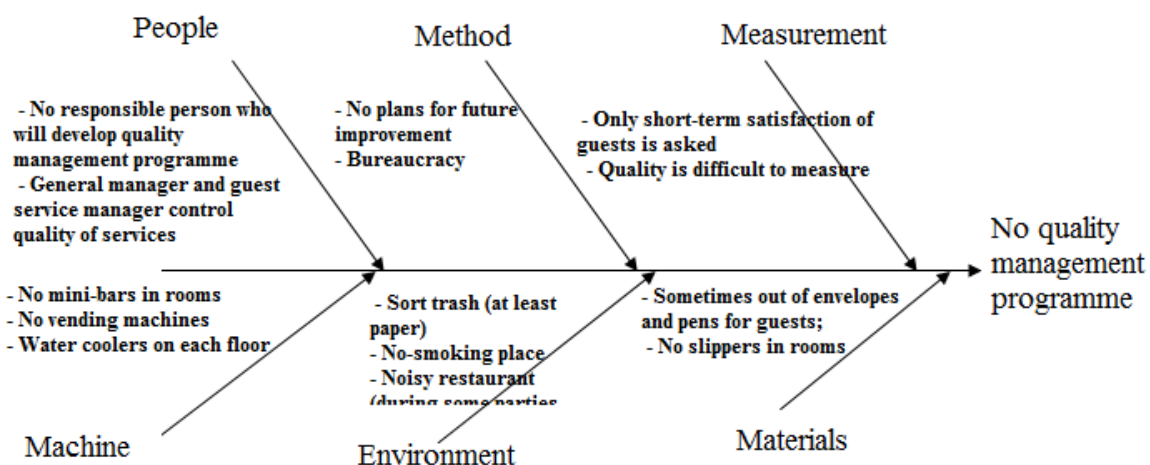 People
Method
Measurement
- No responsible person who
will develop quality
management programme
- General manager and guest
service manager control
quality of services
- No plans for future
improvement
- Bureaucracy
- Only short-term satisfaction of
guests is asked
- Quality is difficult to measure
No quality
management
programme
- No mini-bars in rooms
- No vending machines
- Water coolers on each floor
- Sort trash (at least
paper)
- No-smoking place
- Noisy restaurant
(during some parties
- Sometimes out of envelopes
and pens for guests;
- No slippers in rooms
Machine
Environment
Materials